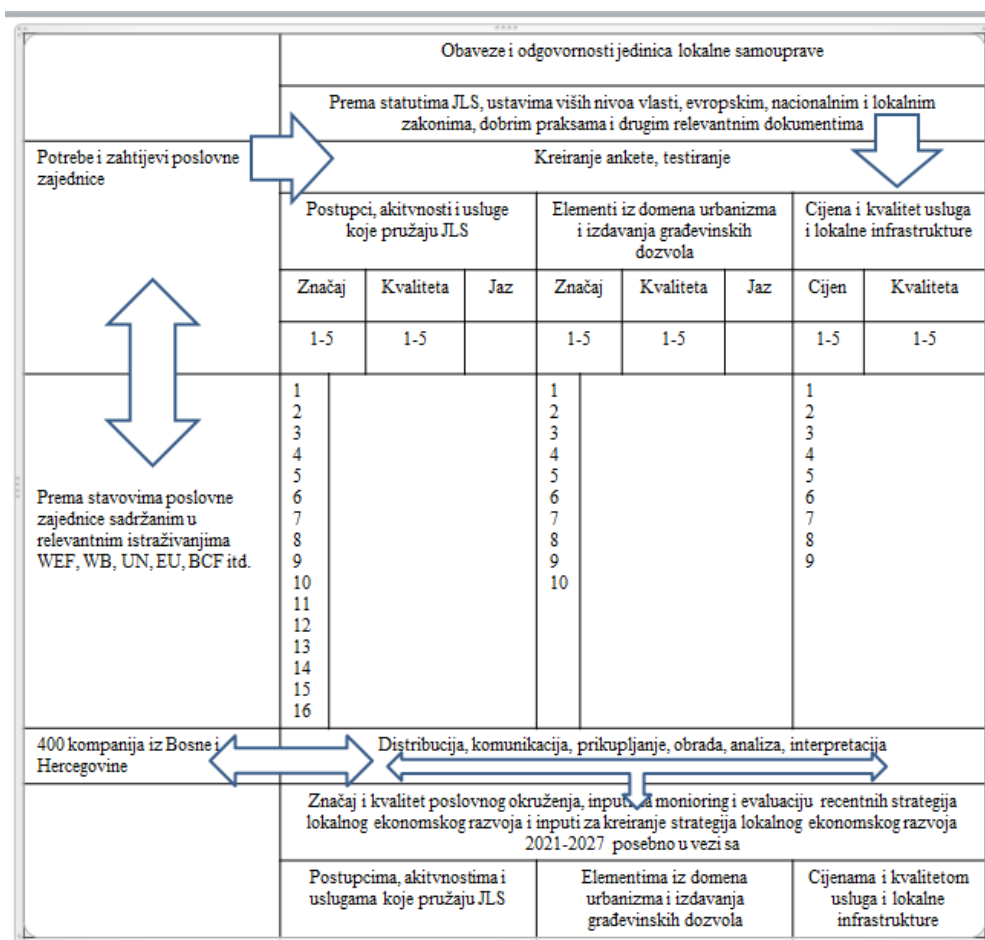 Obaveze i odgovornosti jedinica lokalne samouprave
Prema statutima JLS, ustavima viših nivoa vlasti, evropskim, nacionalnim i lokalnim
zakonima, dobrim praksama i drugim relevantnim dokumentima
Potrebe i zahtijevi poslovne
zajednice
Kreiranje ankete, testiranje
Postupci, akitvnosti i usluge
koje pružaju JLS
Elementi iz domena urbanizma
i izdavanja građevinskih
dozvola
Cijena i kvalitet usluga
i lokalne infrastrukture
Značaj Kvaliteta Jaz Značaj Kvaliteta Jaz Cijen Kvaliteta
1-5 1-5 1-5 1-5 1-5 1-5
Prema stavovima poslovne
zajednice sadržanim u
relevantnim istraživanjima
WEF, WB, UN, EU, BCF itd.
1
2
3
4
5
6
7
8
9
10
11
12
13
14
15
16
1
2
3
4
5
6
7
8
9
10
1
2
3
4
5
6
7
8
9
400 kompanija iz Bosne i
Hercegovine
Distribucija, komunikacija, prikupljanje, obrada, analiza, interpretacija
Značaj i kvalitet poslovnog okruženja, inputi monioring i evaluaciju recentnih strategija
lokalnog ekonomskog razvoja i inputi za kreiranje strategija lokalnog ekonomskog razvoja
2021-2027 posebno u vezi sa
Postupcima, akitvnostima i
uslugama koje pružaju JLS
Elementima iz domena
urbanizma i izdavanja
građevinskih dozvola
Cijenama i kvalitetom
usluga i lokalne
infrastrukture